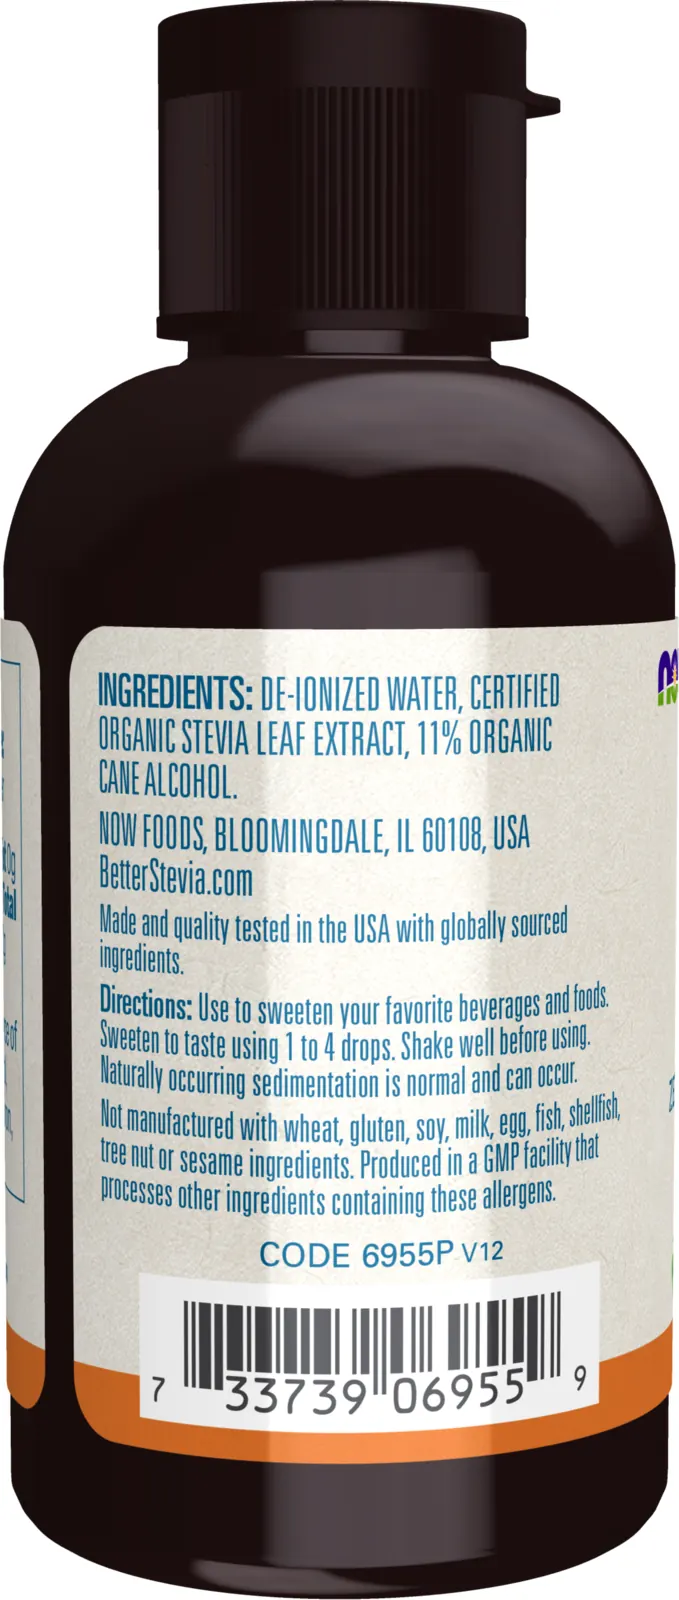 INGREDIENTS: DE-IONIZED WATER, CERTIFIED
ORGANIC STEVIA LEAF EXTRACT, 11% ORGANIC
CANE ALCOHOL.
NOW FOODS, BLOOMINGDALE, IL 60108, USA
BetterStevia.com
Made and quality tested in the USA with globally sourced
ingredients.
Directions: Use to sweeten your favorite beverages and foods.
Sweeten to taste using 1 to 4 drops. Shake well before using.
Naturally occurring sedimentation is normal and can occur.
Not manufactured with wheat, gluten, soy, milk, egg, fish, shellfish,
tree nut or sesame ingredients. Produced in a GMP facility that
processes other ingredients containing these allergens.
CODE 6955P V12
7 33739 06955 9